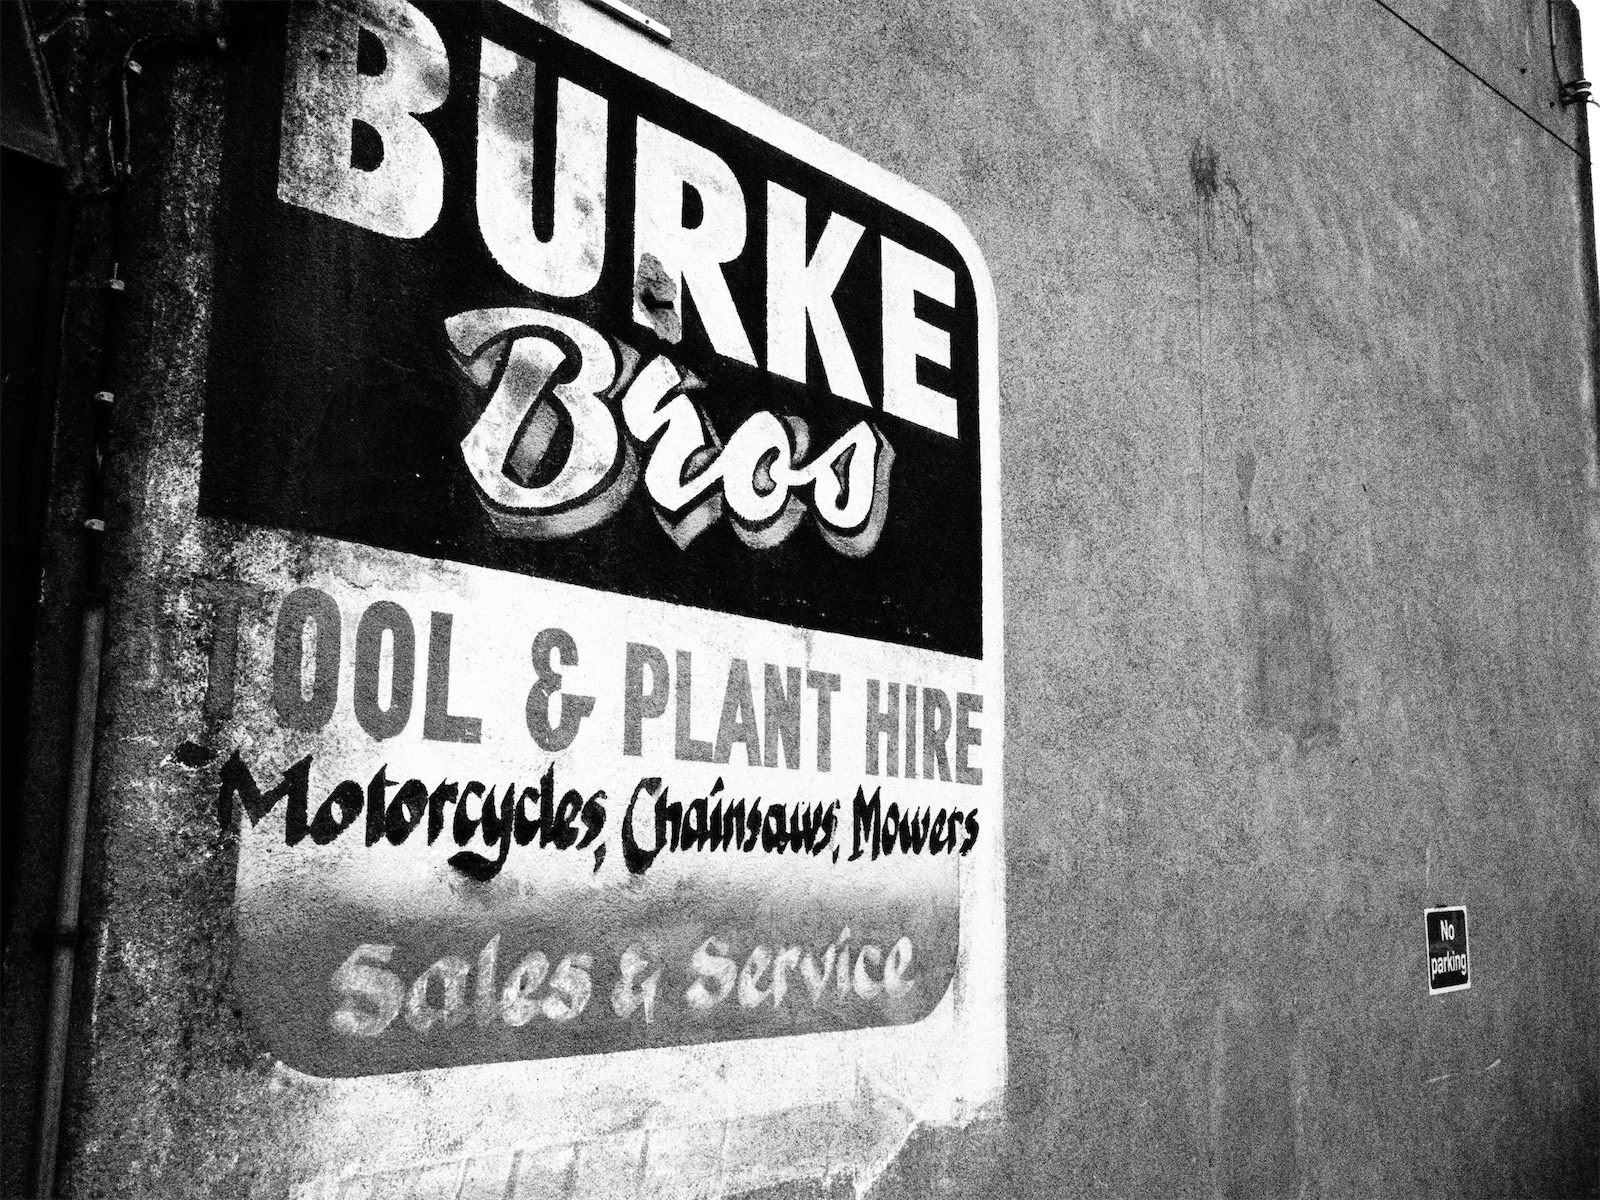 BURKE
Bros
TOOL & PLANT HIRE
Motorcycles, Chainsaws, Mowers
Sales & Service
No
parking